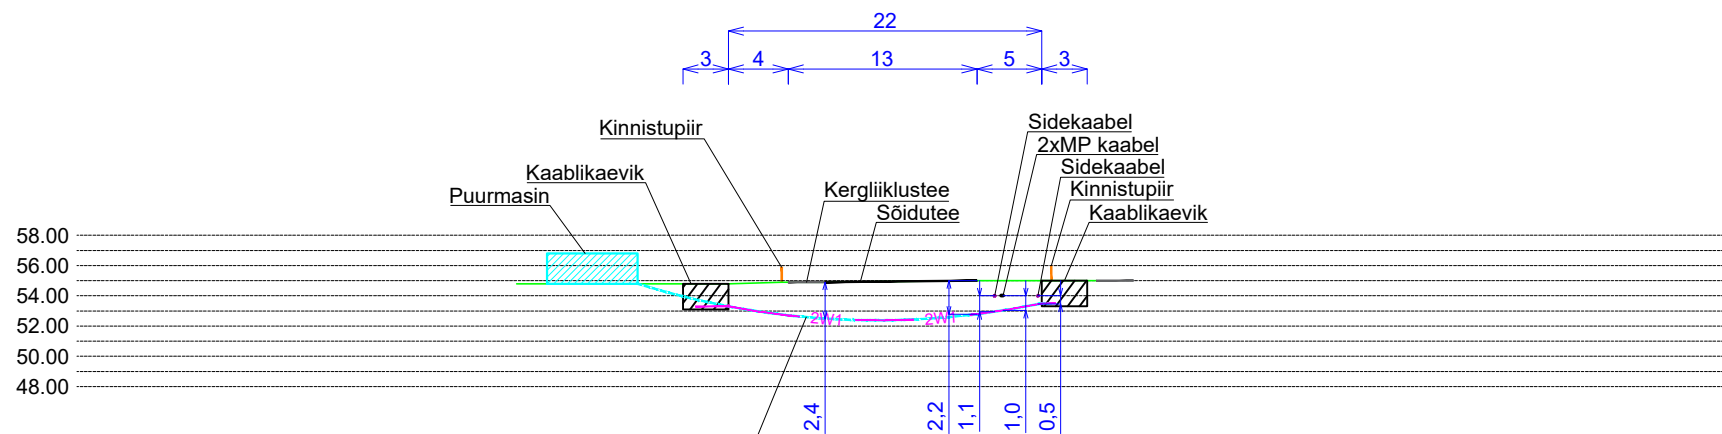 22
3 4 13 5 3
Sidekaabel
Kinnistupiir
2xMP kaabel
Sidekaabel
Kaablikaevik
Kinnistupiir
Puurmasin
Kergliiklustee
Sõidutee
Kaablikaevik
58.00
56.00
54.00
52.00
50.00
48.00
2W1
2W1
2,4
2,2
1,1
1,0
0,5